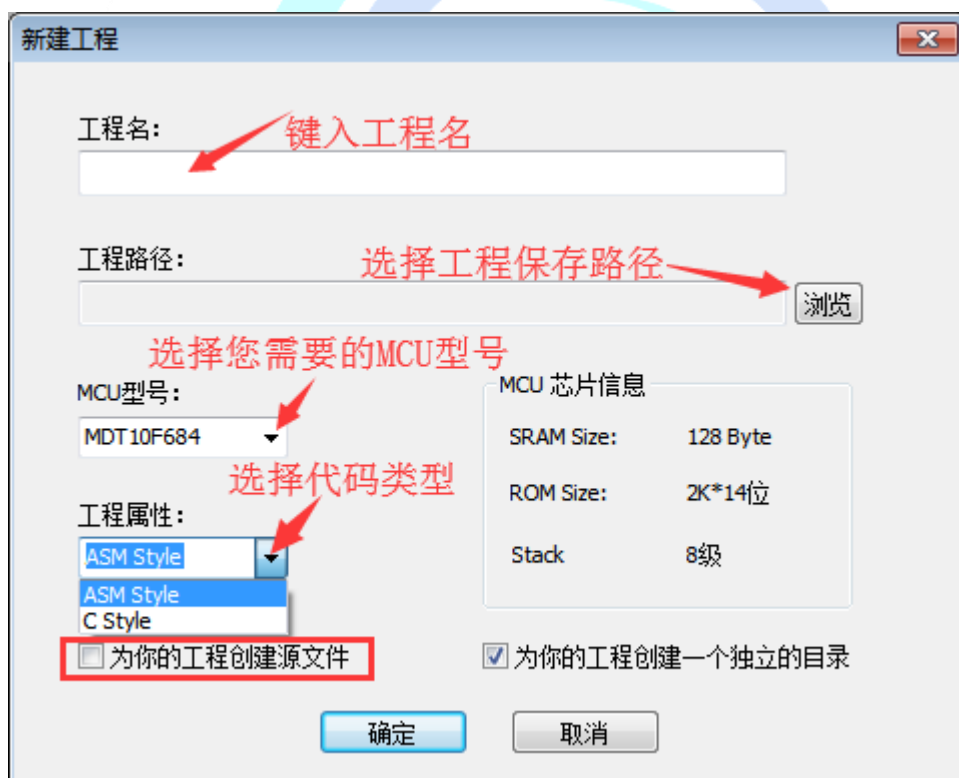 新建工程
工程名:
键入工程名
工程路径:
选择工程保存路径
浏览
选择您需要的MCU型号
MCU型号:
MDT10F684
选择代码类型
工程属性:
ASM Style
ASM Style
C Style
MCU 芯片信息
SRAM Size: 128 Byte
ROM Size: 2K*14位
Stack 8级
为你的工程创建源文件
为你的工程创建一个独立的目录
确定
取消